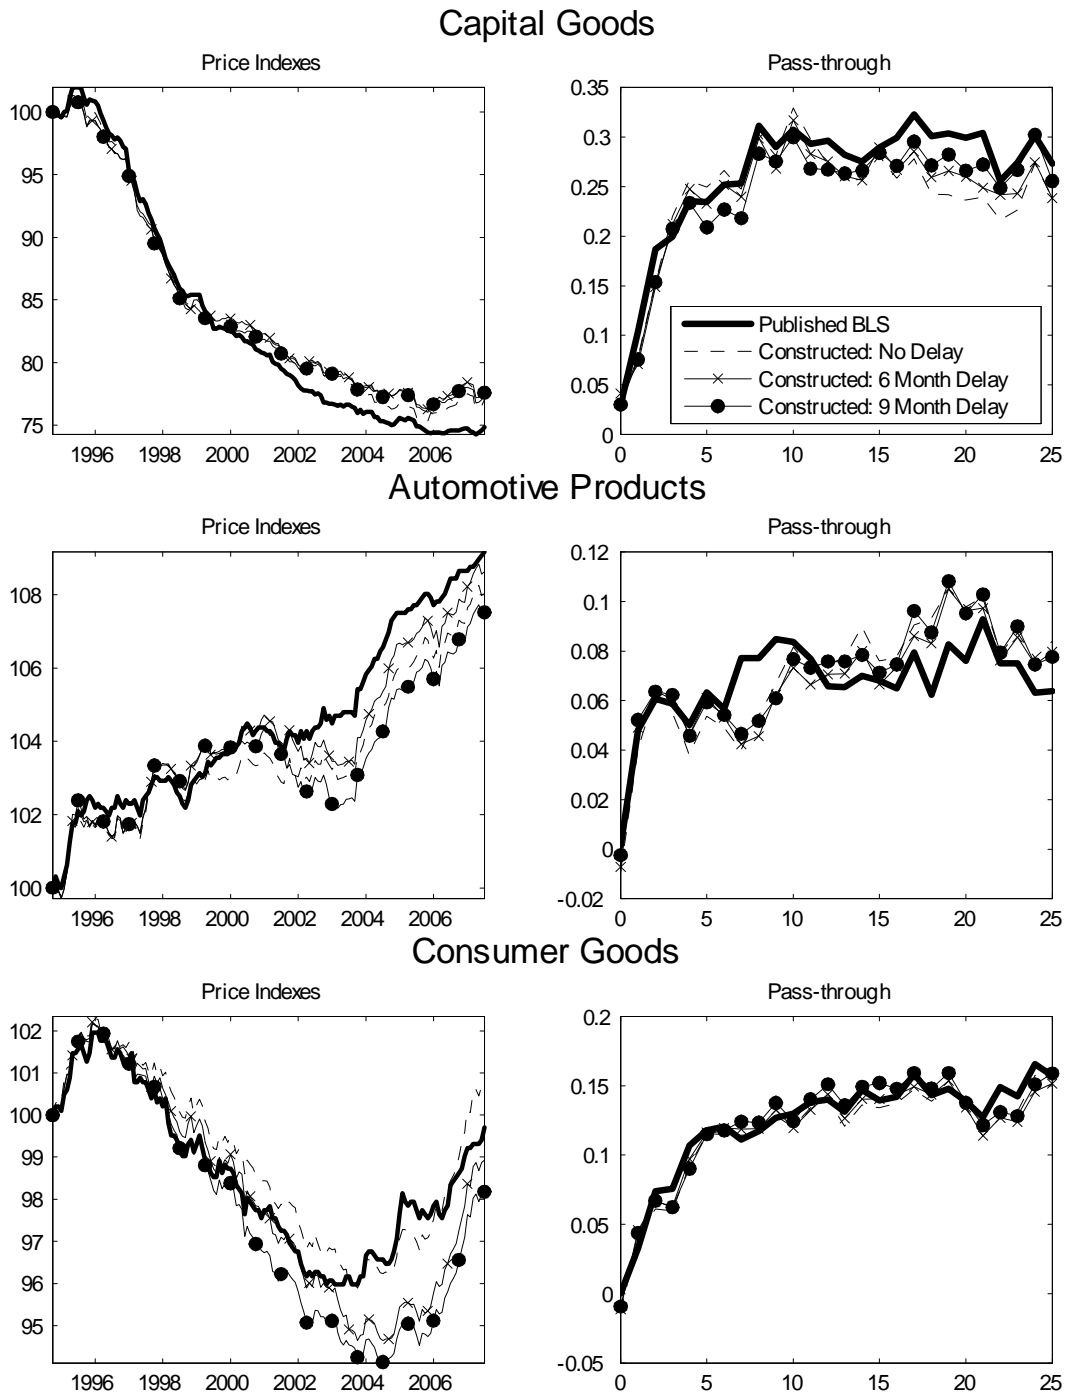 Capital Goods
Price Indexes
100
95
90
85
80
75
1996 1998 2000 2002 2004 2006
Pass-through
0.35
0.3
0.25
0.2
0.15
0.1
0.05
0
0 5 10 15 20 25
Published BLS
Constructed: No Delay
Constructed: 6 Month Delay
Constructed: 9 Month Delay
Automotive Products
Price Indexes
108
106
104
102
100
1996 1998 2000 2002 2004 2006
Pass-through
0.12
0.1
0.08
0.06
0.04
0.02
0
-0.02
0 5 10 15 20 25
Consumer Goods
Price Indexes
102
101
100
99
98
97
96
95
1996 1998 2000 2002 2004 2006
Pass-through
0.2
0.15
0.1
0.05
0
-0.05
0 5 10 15 20 25